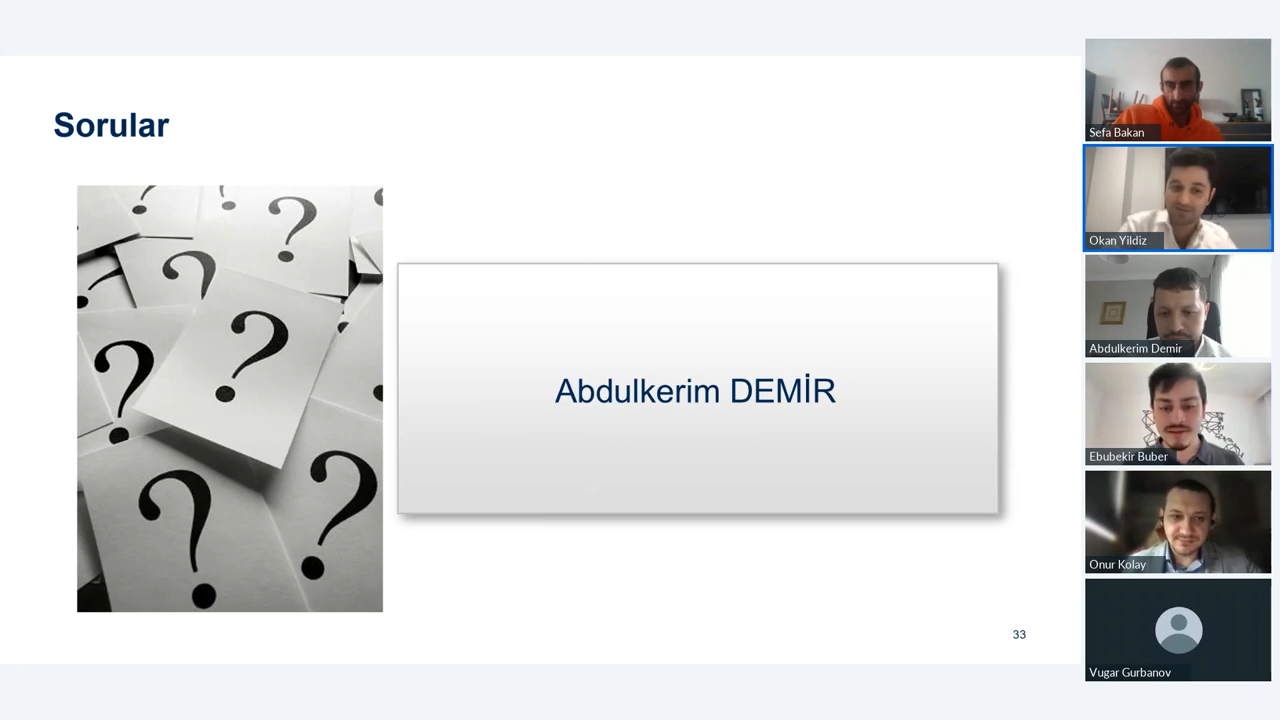 Sorular
Abdulkerim DEMİR
33
Sefa Bakan
Okan Yildiz
Abdulkerim Demir
Ebubekir Buber
Onur Kolay
Vugar Gurbanov